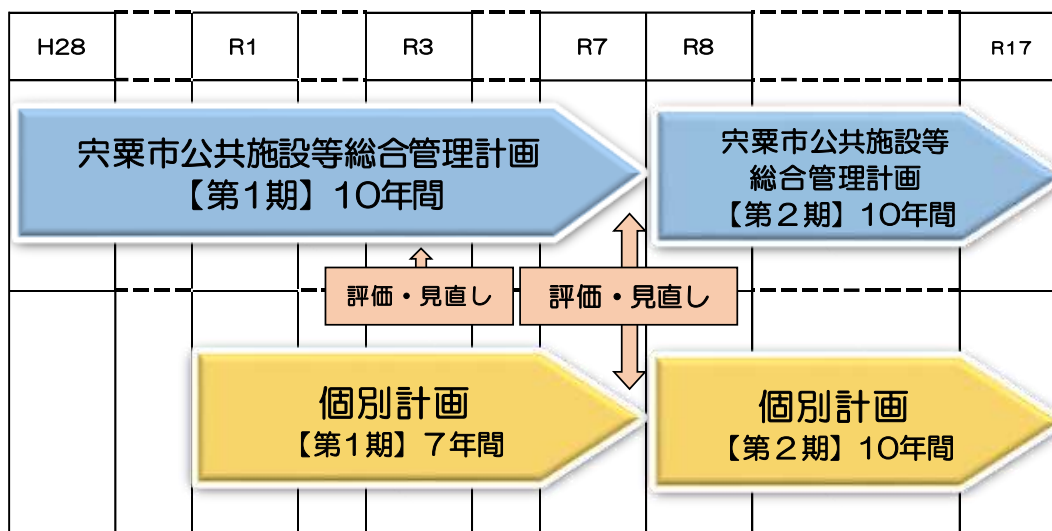 H28
R1
R3
R7
R8
R17
宍粟市公共施設等総合管理計画
【第1期】10年間
宍粟市公共施設等
総合管理計画
【第２期】10年間
評価・見直し
評価・見直し
個別計画
【第1期】７年間
個別計画
【第２期】10年間